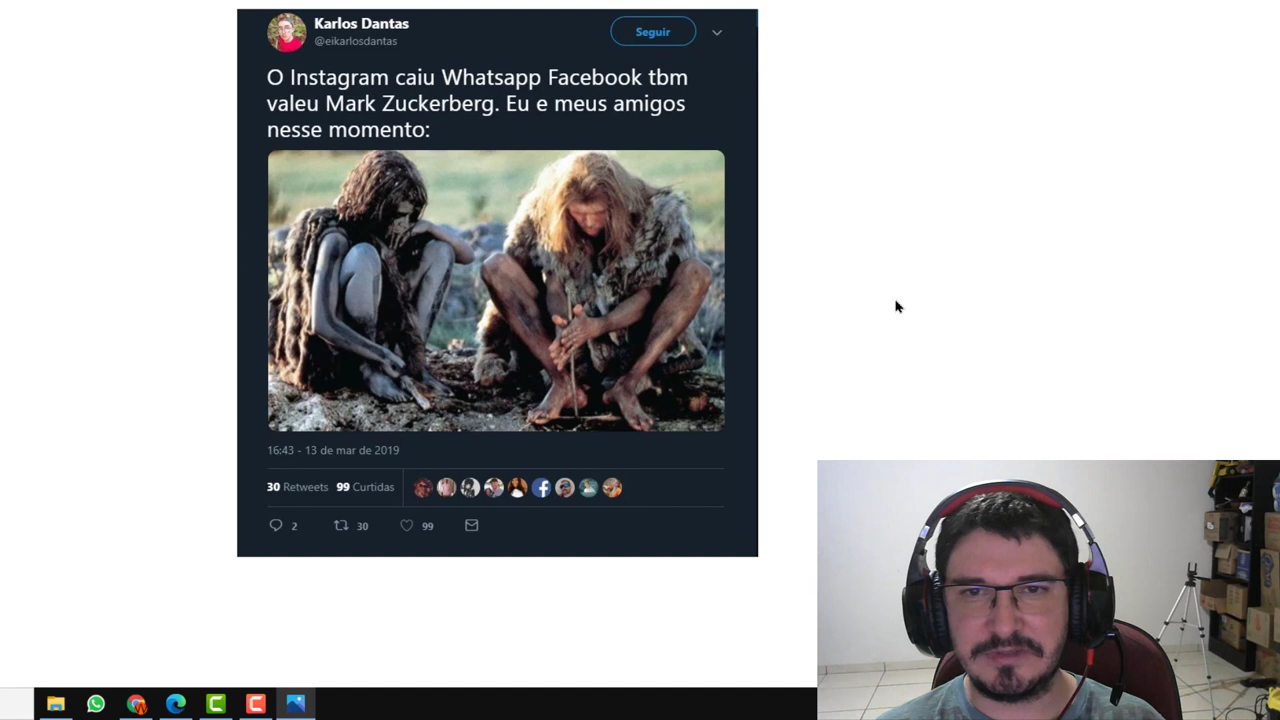 Karlos Dantas
@eikarlosdantas
Seguir
O Instagram caiu Whatsapp Facebook tbm
valeu Mark Zuckerberg. Eu e meus amigos
nesse momento:
16:43 - 13 de mar de 2019
30 Retweets 99 Curtidas
2 30 99